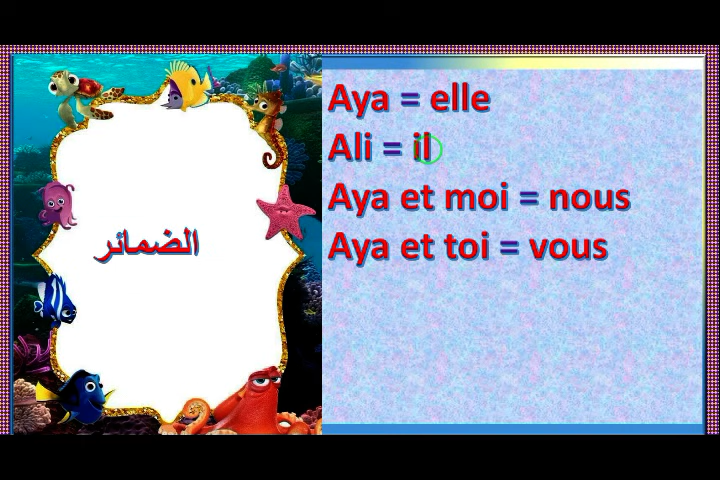 الضمائر
Aya = elle
Ali = il
Aya et moi = nous
Aya et toi = vous